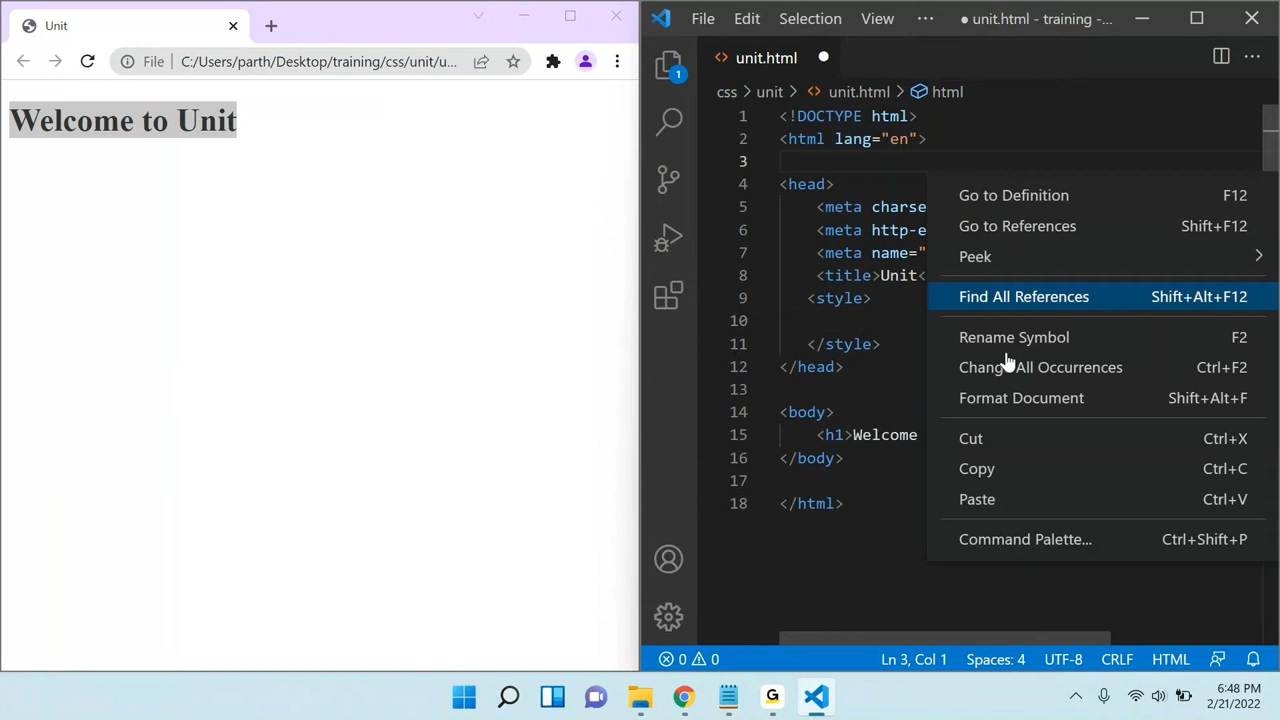 Unit
File
C:/Users/parth/Desktop/training/css/unit/u...
Welcome to Unit
File Edit Selection View ··· ● unit.html - training -...
unit.html
css > unit > unit.html > html
1 <!DOCTYPE html>
2 <html lang="en">
3
4 <head>
5 <meta charse
6 <meta http-e
7 <meta name="
8 <title>Unit<
9 <style>
10
11 </style>
12 </head>
13
14 <body>
15 <h1>Welcome
16 </body>
17
18 </html>
Go to Definition F12
Go to References Shift+F12
Peek
Find All References Shift+Alt+F12
Rename Symbol F2
Change All Occurrences Ctrl+F2
Format Document Shift+Alt+F
Cut Ctrl+X
Copy Ctrl+C
Paste Ctrl+V
Command Palette... Ctrl+Shift+P
1
0 0 Ln 3, Col 1 Spaces: 4 UTF-8 CRLF HTML
G
6:48 PM
2/21/2022